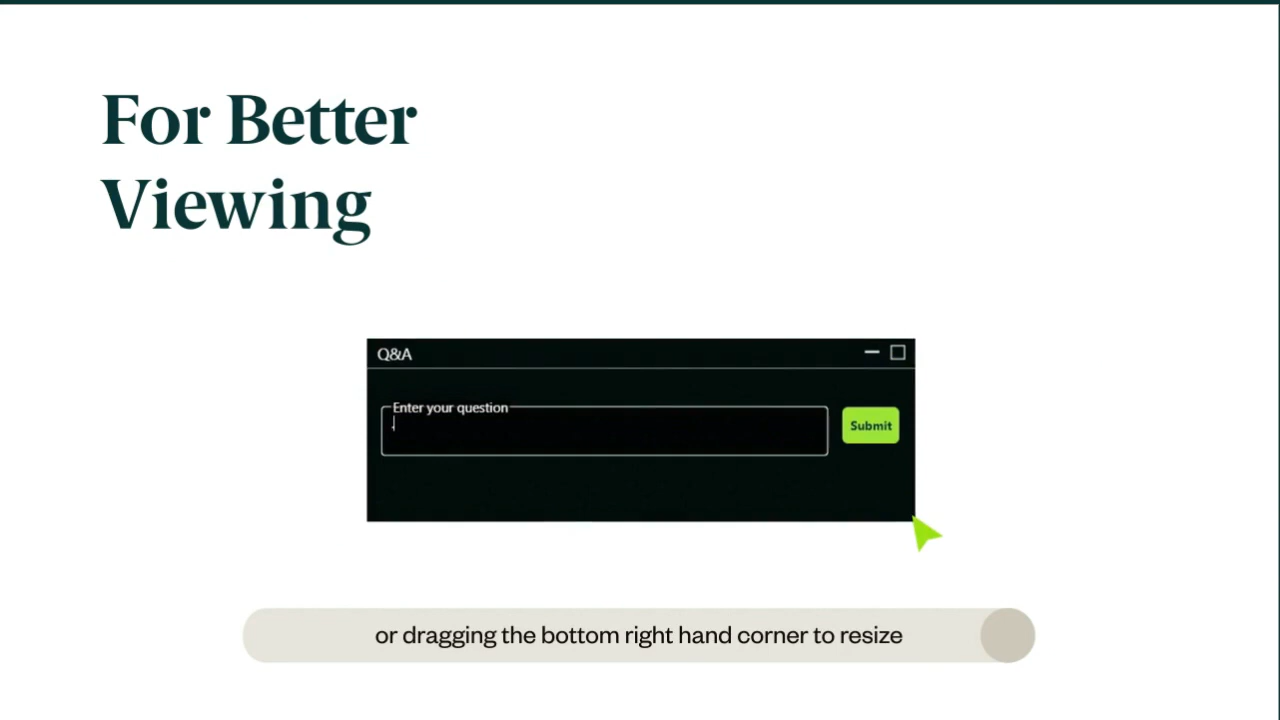 For Better
Viewing
Q&A
Enter your question
Submit
or dragging the bottom right hand corner to resize